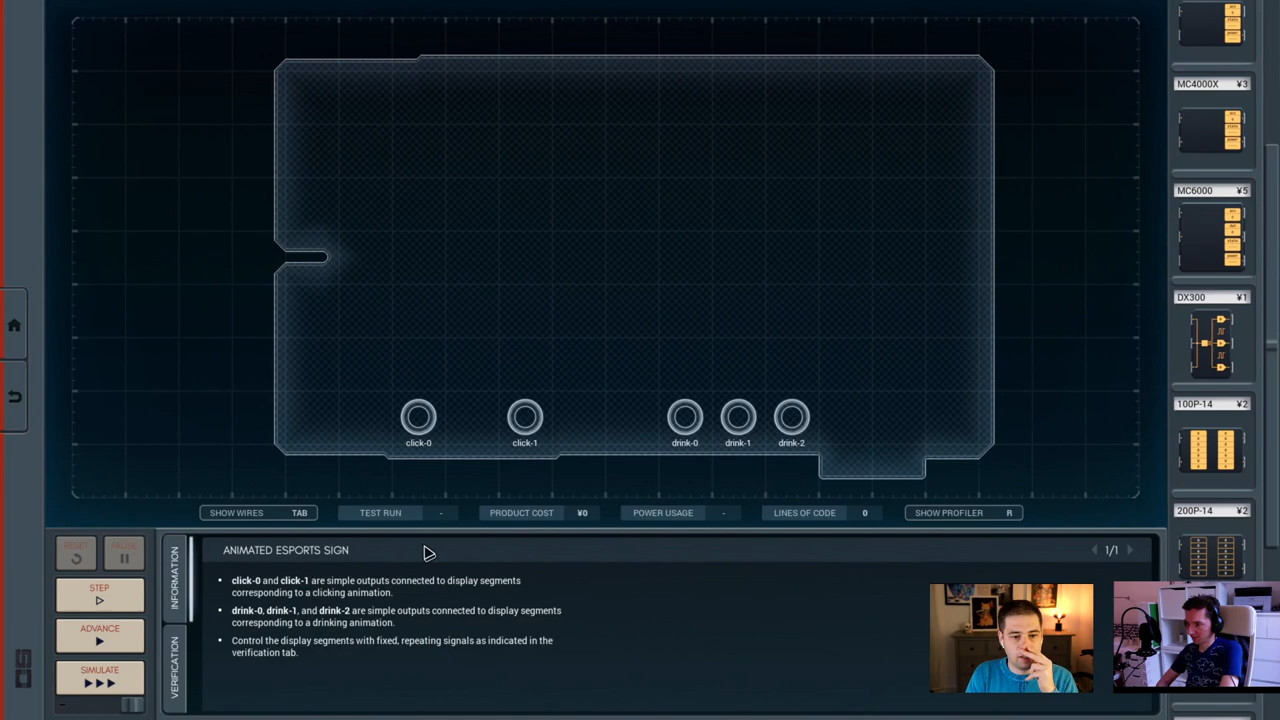 MC4000X ¥3
MC6000 ¥5
DX300 ¥1
100P-14 ¥2
200P-14 ¥2
click-0
click-1
drink-0
drink-1
drink-2
SHOW WIRES TAB
TEST RUN -
PRODUCT COST ¥0
POWER USAGE -
LINES OF CODE 0
SHOW PROFILER R
RESET
PAUSE
STEP
ADVANCE
SIMULATE
INFORMATION
VERIFICATION
ANIMATED ESPORTS SIGN
1/1
▪ click-0 and click-1 are simple outputs connected to display segments
corresponding to a clicking animation.
▪ drink-0, drink-1, and drink-2 are simple outputs connected to display segments
corresponding to a drinking animation.
▪ Control the display segments with fixed, repeating signals as indicated in the
verification tab.